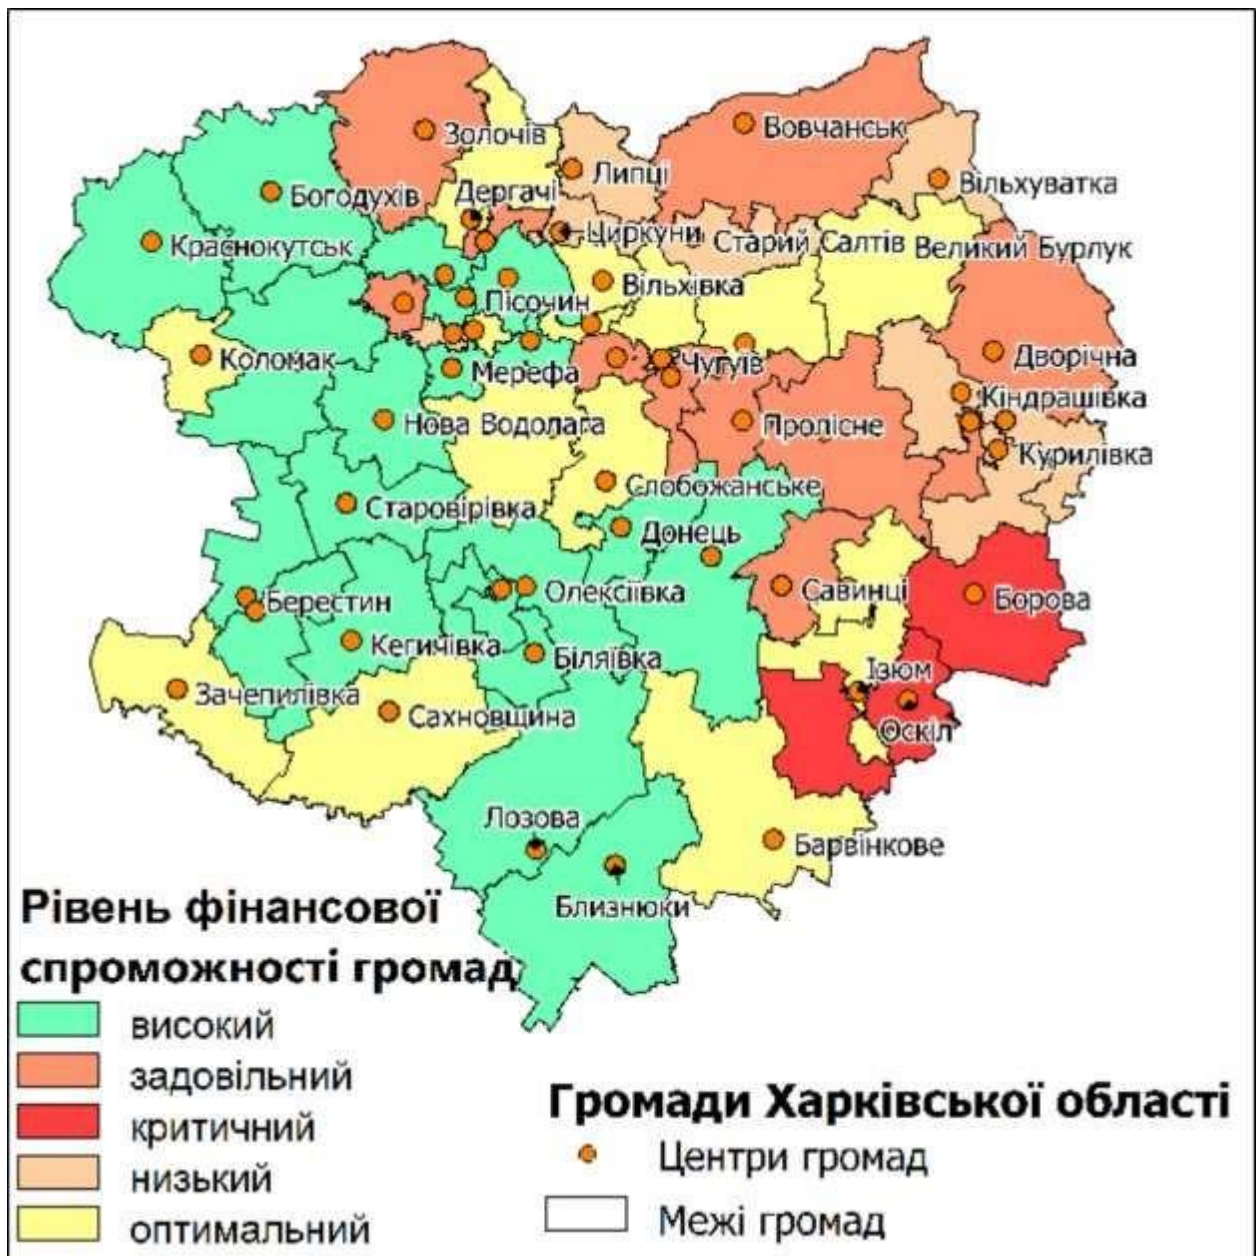 Золочів
Вовчанськ
Липці
Вільхуватка
Богодухів
Дергачі
Циркуни
Старий Салтів
Великий Бурлук
Краснокутськ
Вільхівка
Пісочин
Коломак
Мерефа
Чугуїв
Дворічна
Кіндрашівка
Нова Водолага
Пролісне
Курилівка
Слобожанське
Старовірівка
Донець
Олексіївка
Савинці
Борова
Берестин
Кегичівка
Біляївка
Ізюм
Зачепилівка
Сахновщина
Оскіл
Лозова
Барвінкове
Близнюки
Рівень фінансової
спроможності громад
високий
задовільний
критичний
низький
оптимальний
Громади Харківської області
Центри громад
Межі громад